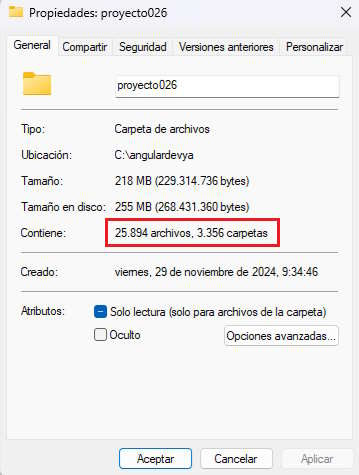 Propiedades: proyecto026
General Compartir Seguridad Versiones anteriores Personalizar
proyecto026
Tipo: Carpeta de archivos
Ubicación: C:\angulardevya
Tamaño: 218 MB (229.314.736 bytes)
Tamaño en disco: 255 MB (268.431.360 bytes)
Contiene: 25.894 archivos, 3.356 carpetas
Creado: viernes, 29 de noviembre de 2024, 9:34:46
Atributos: Solo lectura (solo para archivos de la carpeta)
Oculto Opciones avanzadas...
Aceptar Cancelar Aplicar